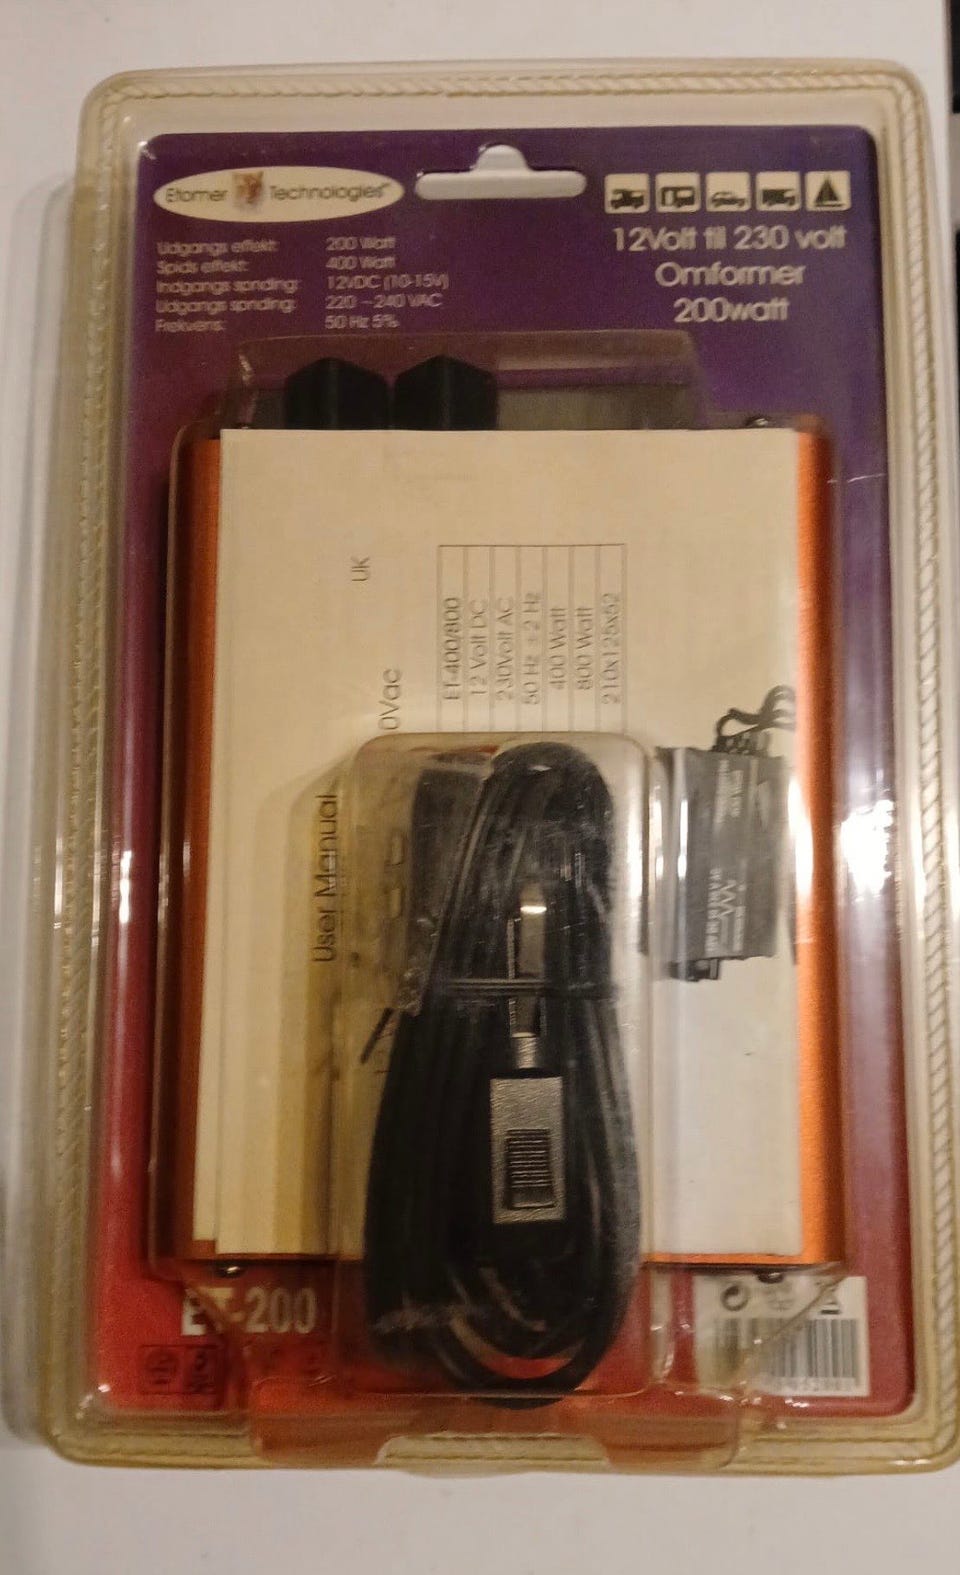 Etomer Technologies
Udgangs effekt: 200 Watt
Spids effekt: 400 Watt
Indgangs spnding: 12VDC (10-15V)
Udgangs spnding: 220 ~ 240 VAC
Frekvens: 50 Hz 5%
12Volt til 230 volt
Omformer
200watt
UK
User Manual
0Vac
ET-400/800
12 Volt DC
230Volt AC
50 Hz ± 2 Hz
400 Watt
800 Watt
210x125x52
ET-200